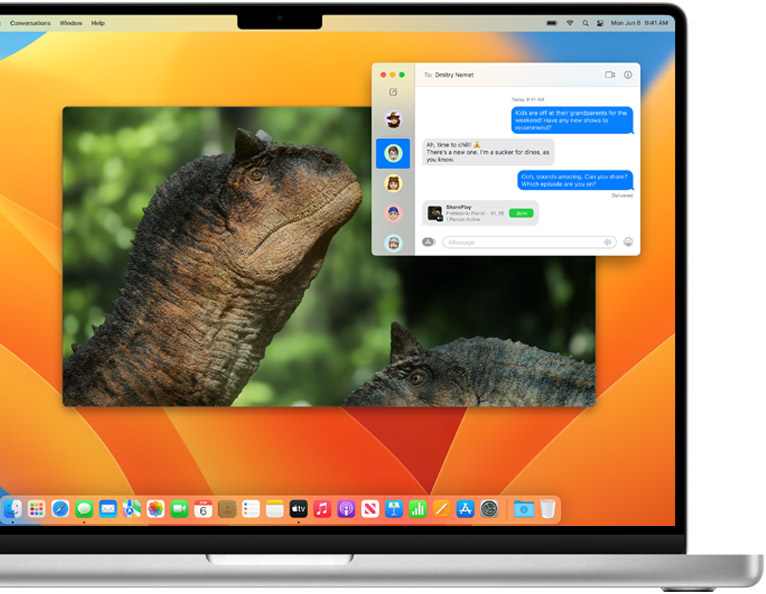 Conversations Window Help
Mon Jun 6 9:41 AM
To: Dmitry Nemet
Today 9:41 AM
Kids are off at their grandparents for the
weekend! Have any new shows to
recommend?
Ah, time to chill!
There's a new one. I'm a sucker for dinos, as
you know.
Ooh, sounds amazing. Can you share?
Which episode are you on?
Delivered
SharePlay
Prehistoric Planet · S1, E5
1 Person Active
Join
iMessage
JUN
6
tv